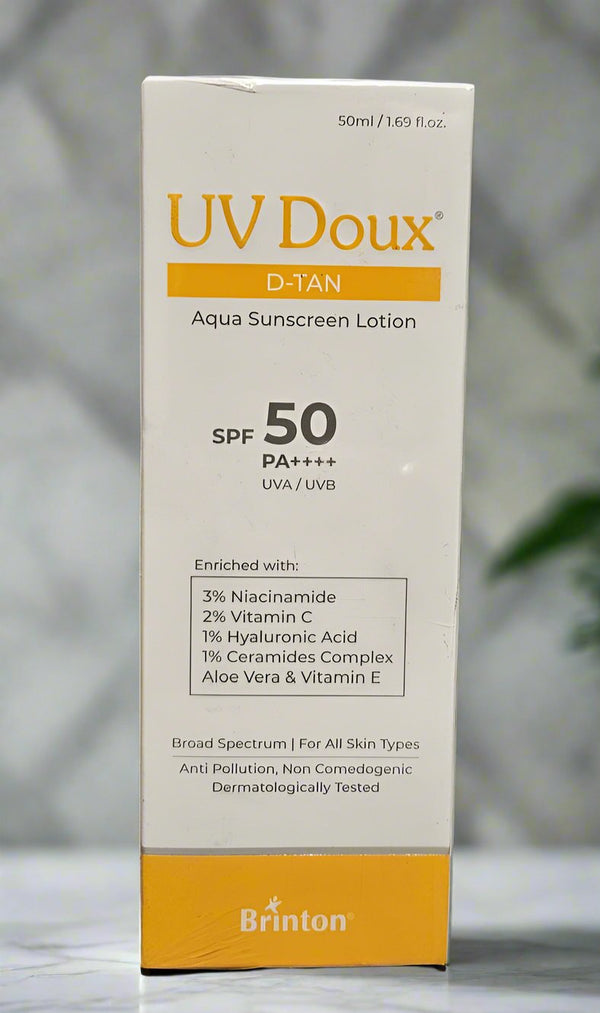 50ml / 1.69 fl.oz.
UV Doux®
D-TAN
Aqua Sunscreen Lotion
SPF 50
PA++++
UVA / UVB
Enriched with:
3% Niacinamide
2% Vitamin C
1% Hyaluronic Acid
1% Ceramides Complex
Aloe Vera & Vitamin E
Broad Spectrum | For All Skin Types
Anti Pollution, Non Comedogenic
Dermatologically Tested
Brinton®